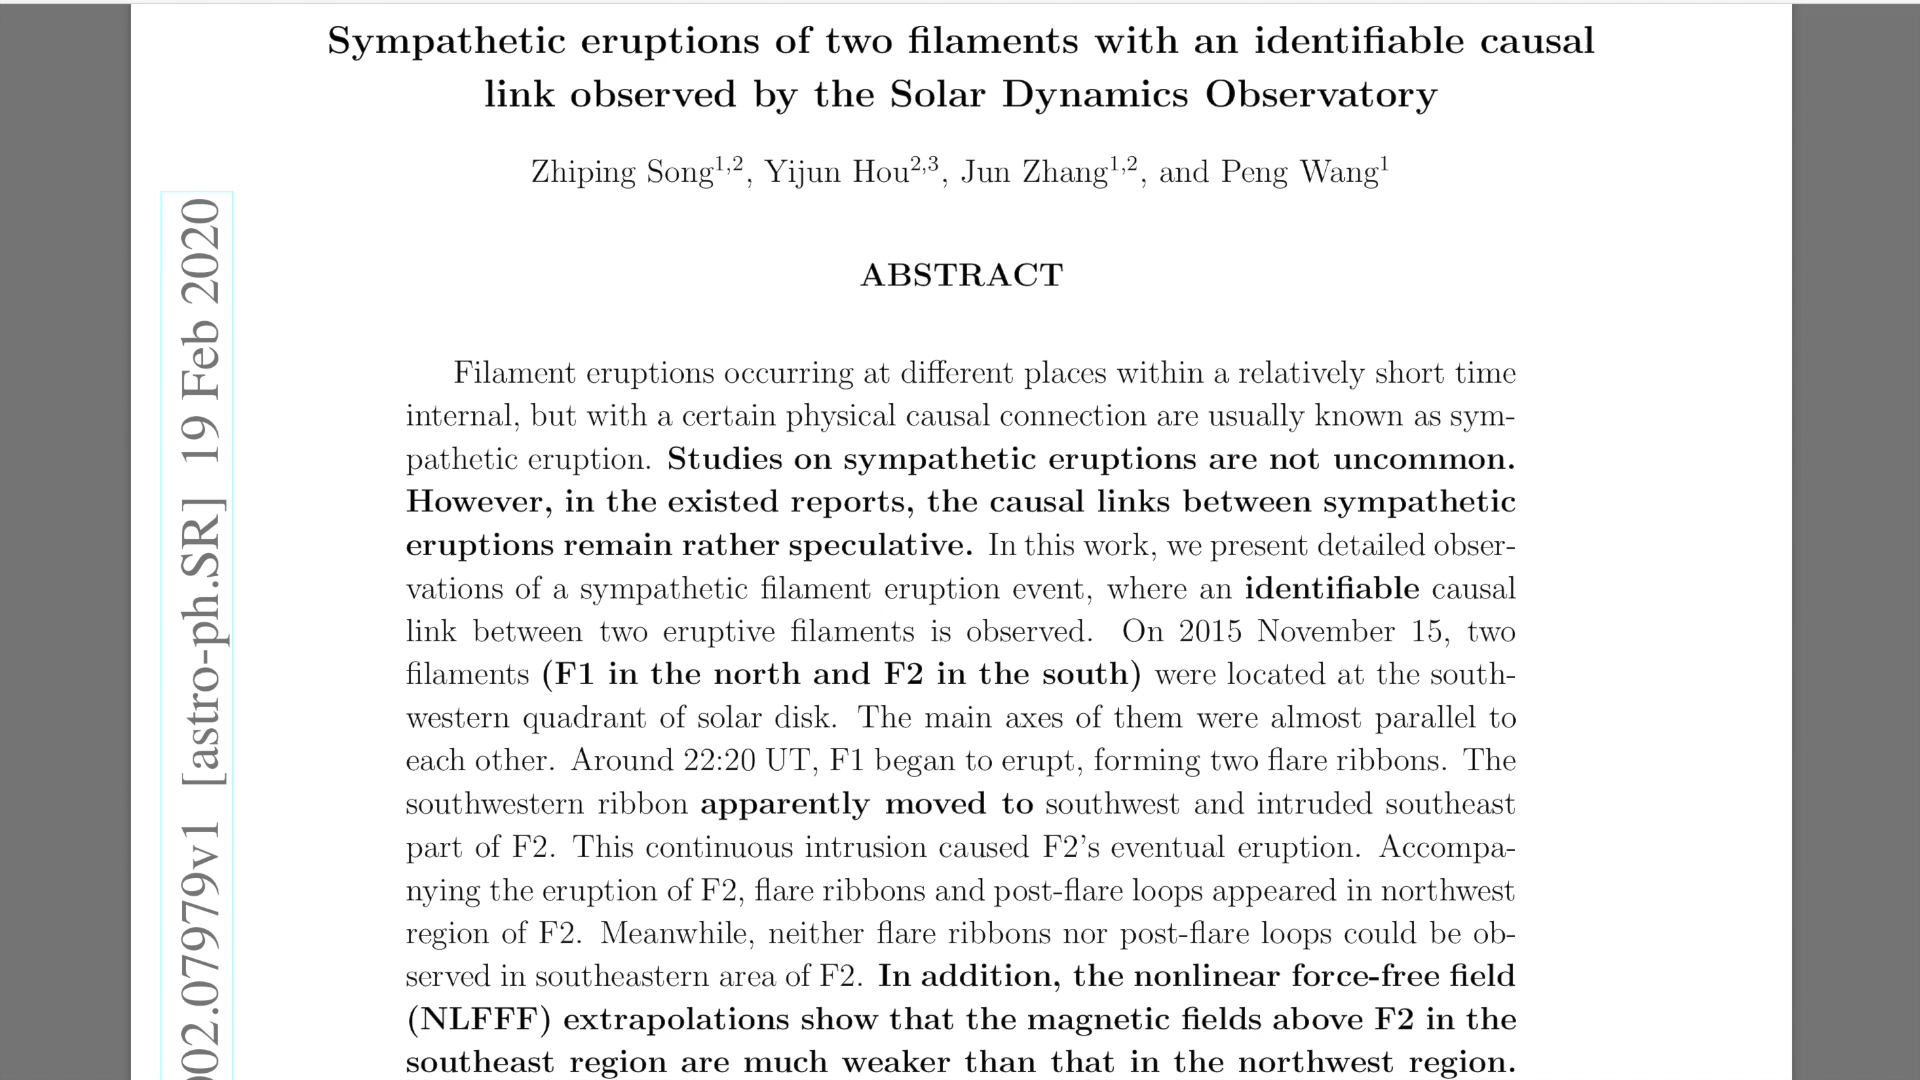 Sympathetic eruptions of two filaments with an identifiable causal
link observed by the Solar Dynamics Observatory
Zhiping Song1,2, Yijun Hou2,3, Jun Zhang1,2, and Peng Wang1
ABSTRACT
Filament eruptions occurring at different places within a relatively short time
internal, but with a certain physical causal connection are usually known as sym-
pathetic eruption. Studies on sympathetic eruptions are not uncommon.
However, in the existed reports, the causal links between sympathetic
eruptions remain rather speculative. In this work, we present detailed obser-
vations of a sympathetic filament eruption event, where an identifiable causal
link between two eruptive filaments is observed. On 2015 November 15, two
filaments (F1 in the north and F2 in the south) were located at the south-
western quadrant of solar disk. The main axes of them were almost parallel to
each other. Around 22:20 UT, F1 began to erupt, forming two flare ribbons. The
southwestern ribbon apparently moved to southwest and intruded southeast
part of F2. This continuous intrusion caused F2's eventual eruption. Accompa-
nying the eruption of F2, flare ribbons and post-flare loops appeared in northwest
region of F2. Meanwhile, neither flare ribbons nor post-flare loops could be ob-
served in southeastern area of F2. In addition, the nonlinear force-free field
(NLFFF) extrapolations show that the magnetic fields above F2 in the
southeast region are much weaker than that in the northwest region.
002.07979v1 [astro-ph.SR] 19 Feb 2020